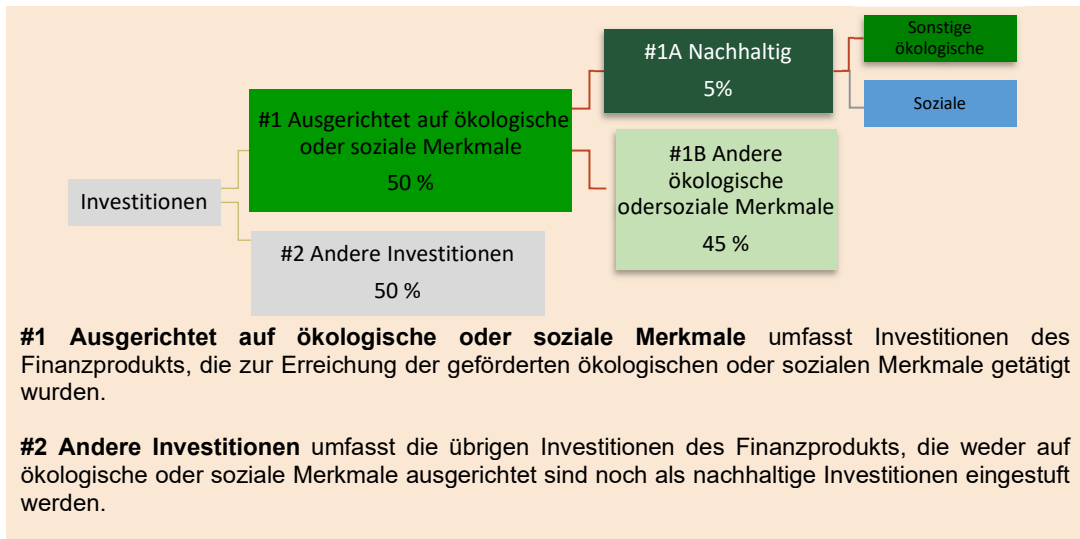 Investitionen
#1 Ausgerichtet auf ökologische
oder soziale Merkmale
50 %
#2 Andere Investitionen
50 %
#1A Nachhaltig
5%
#1B Andere
ökologische
odersoziale Merkmale
45 %
Sonstige
ökologische
Soziale
#1 Ausgerichtet auf ökologische oder soziale Merkmale umfasst Investitionen des
Finanzprodukts, die zur Erreichung der geförderten ökologischen oder sozialen Merkmale getätigt
wurden.
#2 Andere Investitionen umfasst die übrigen Investitionen des Finanzprodukts, die weder auf
ökologische oder soziale Merkmale ausgerichtet sind noch als nachhaltige Investitionen eingestuft
werden.